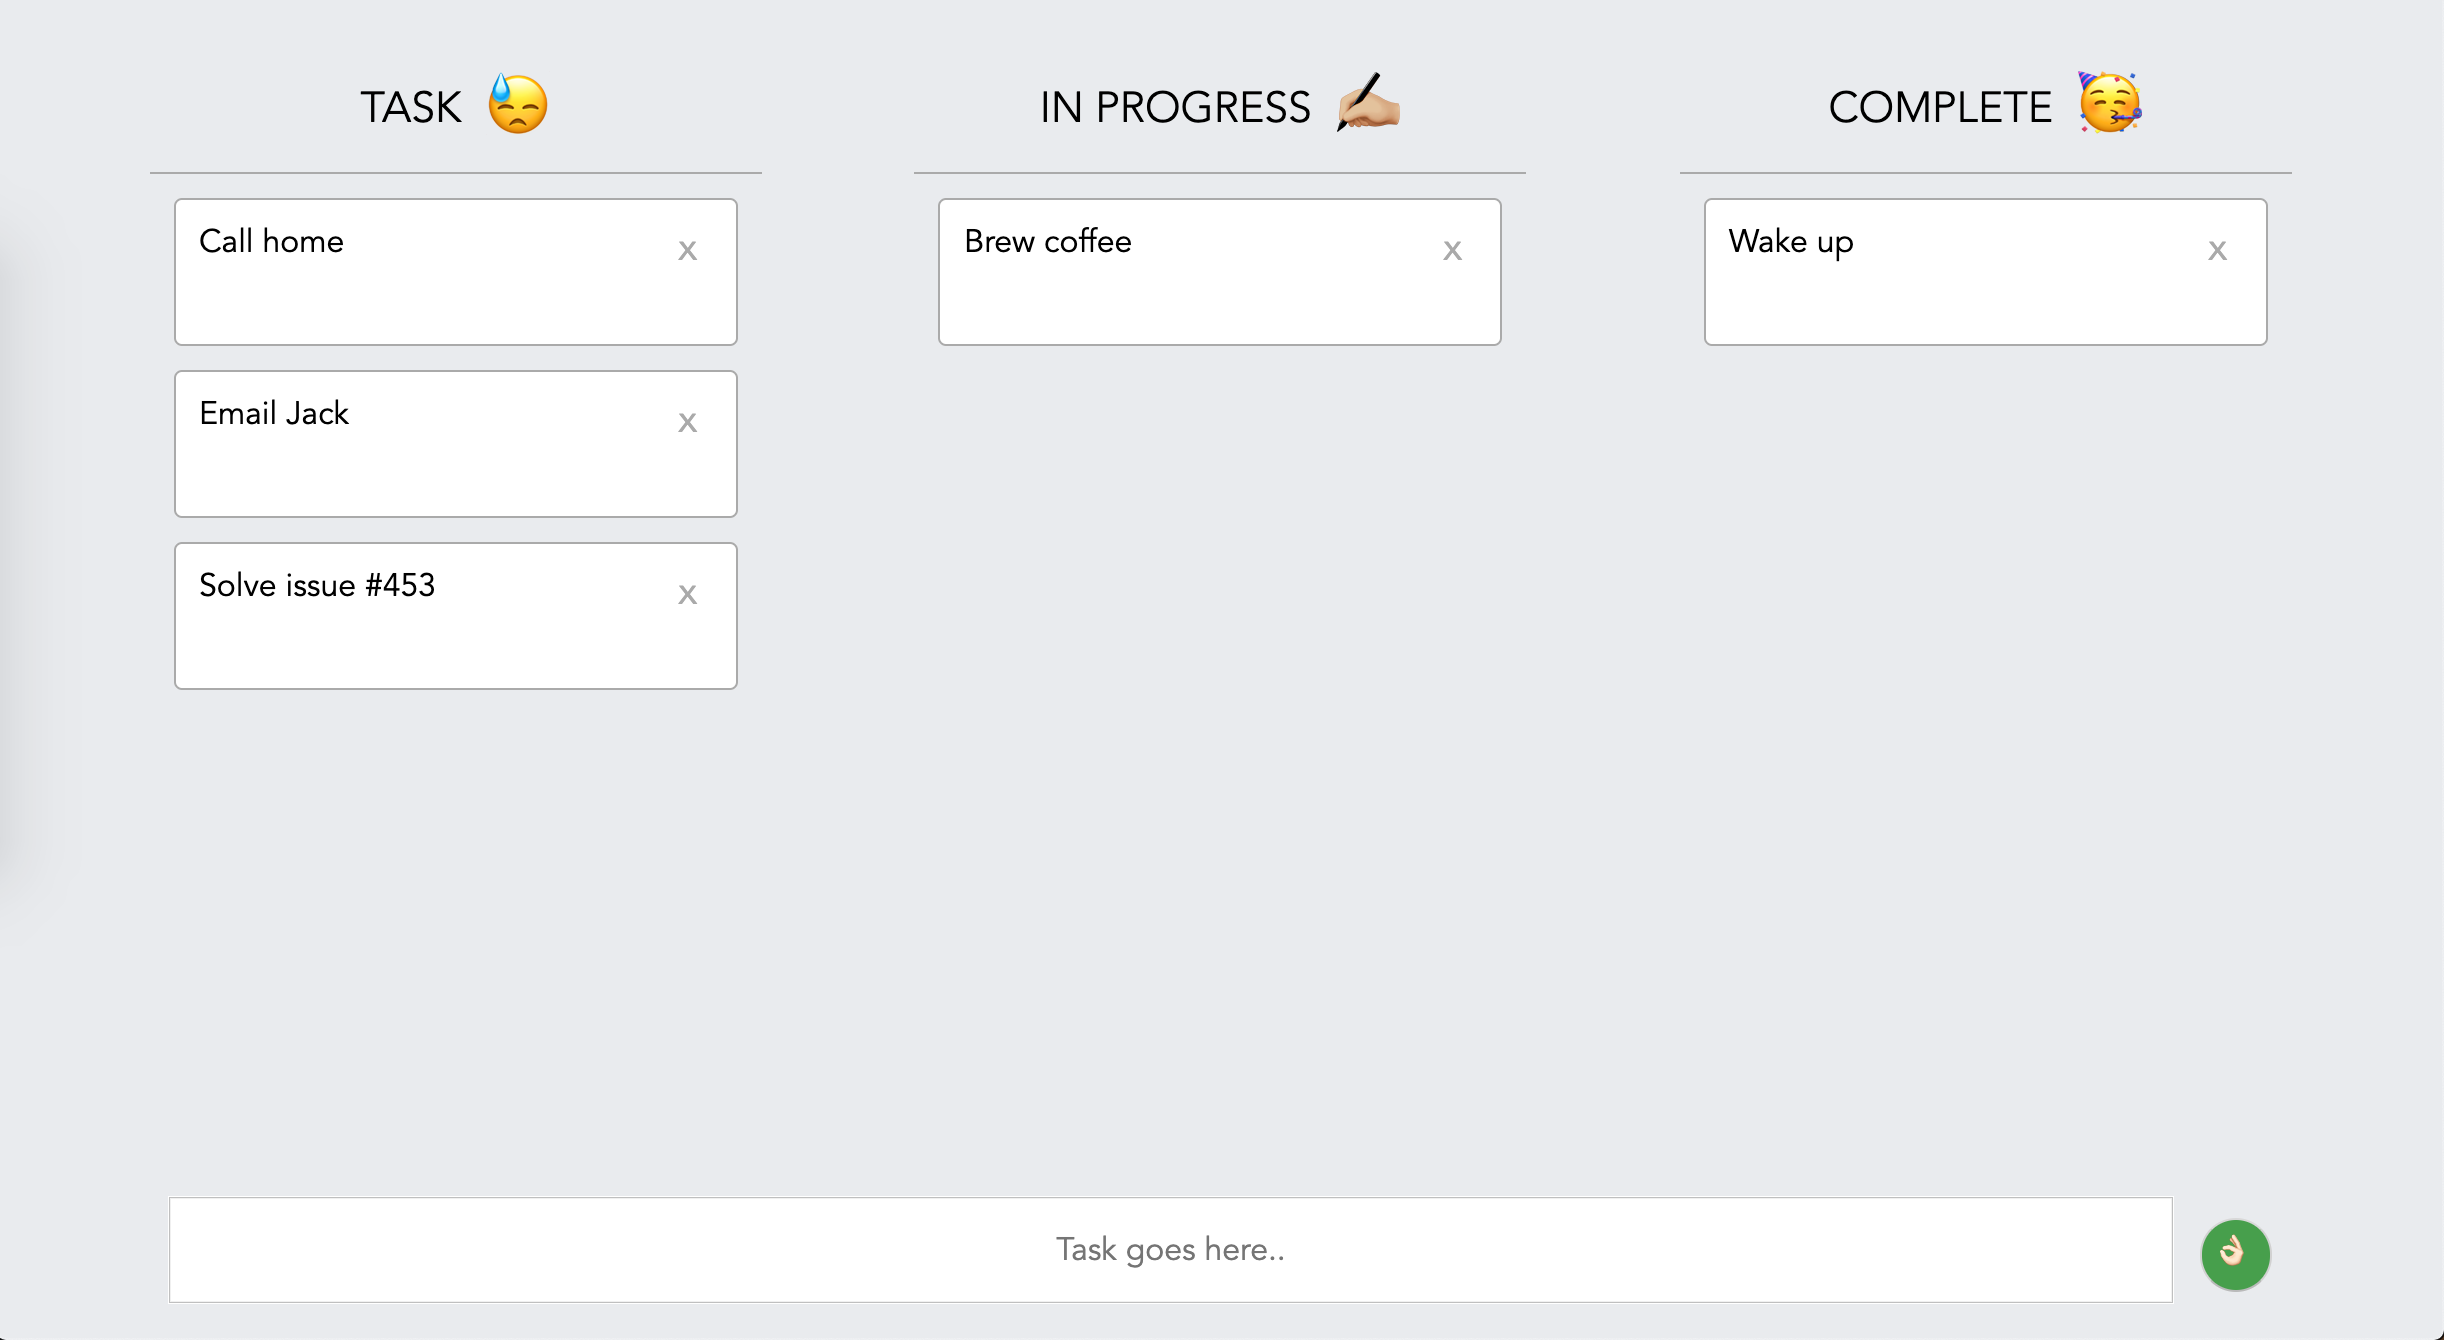 TASK 😓
Call home x
Email Jack x
Solve issue #453 x
IN PROGRESS ✍🏼
Brew coffee x
COMPLETE 🥳
Wake up x
Task goes here..
👌🏻